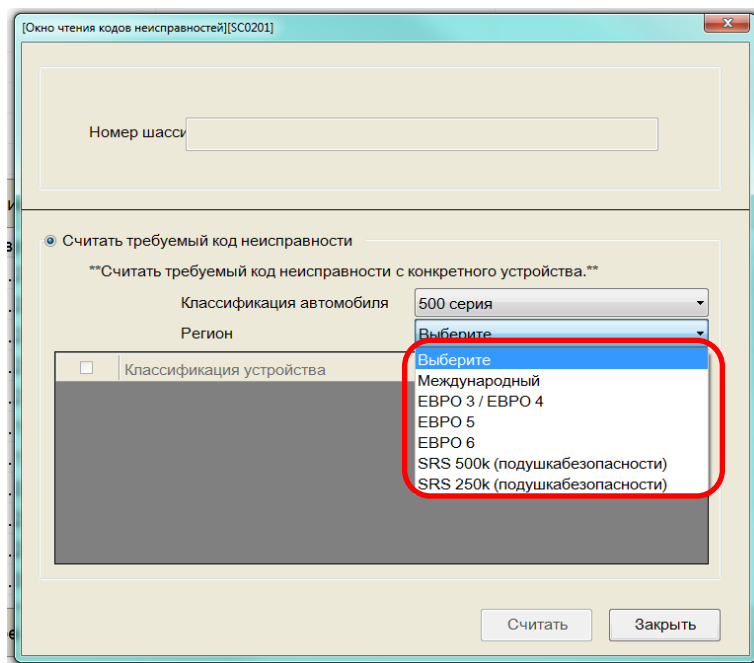 [Окно чтения кодов неисправностей][SC0201]
Номер шасси
Считать требуемый код неисправности
**Считать требуемый код неисправности с конкретного устройства.**
Классификация автомобиля 500 серия
Регион Выберите
Классификация устройства
Выберите
Международный
ЕВРО 3 / ЕВРО 4
ЕВРО 5
ЕВРО 6
SRS 500k (подушкабезопасности)
SRS 250k (подушкабезопасности)
Считать Закрыть